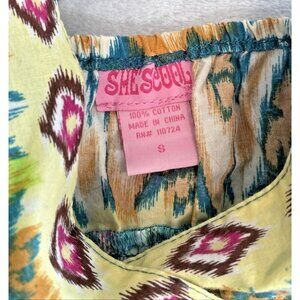 SHE'S COOL
100% COTTON
MADE IN CHINA
RN# 110724
S